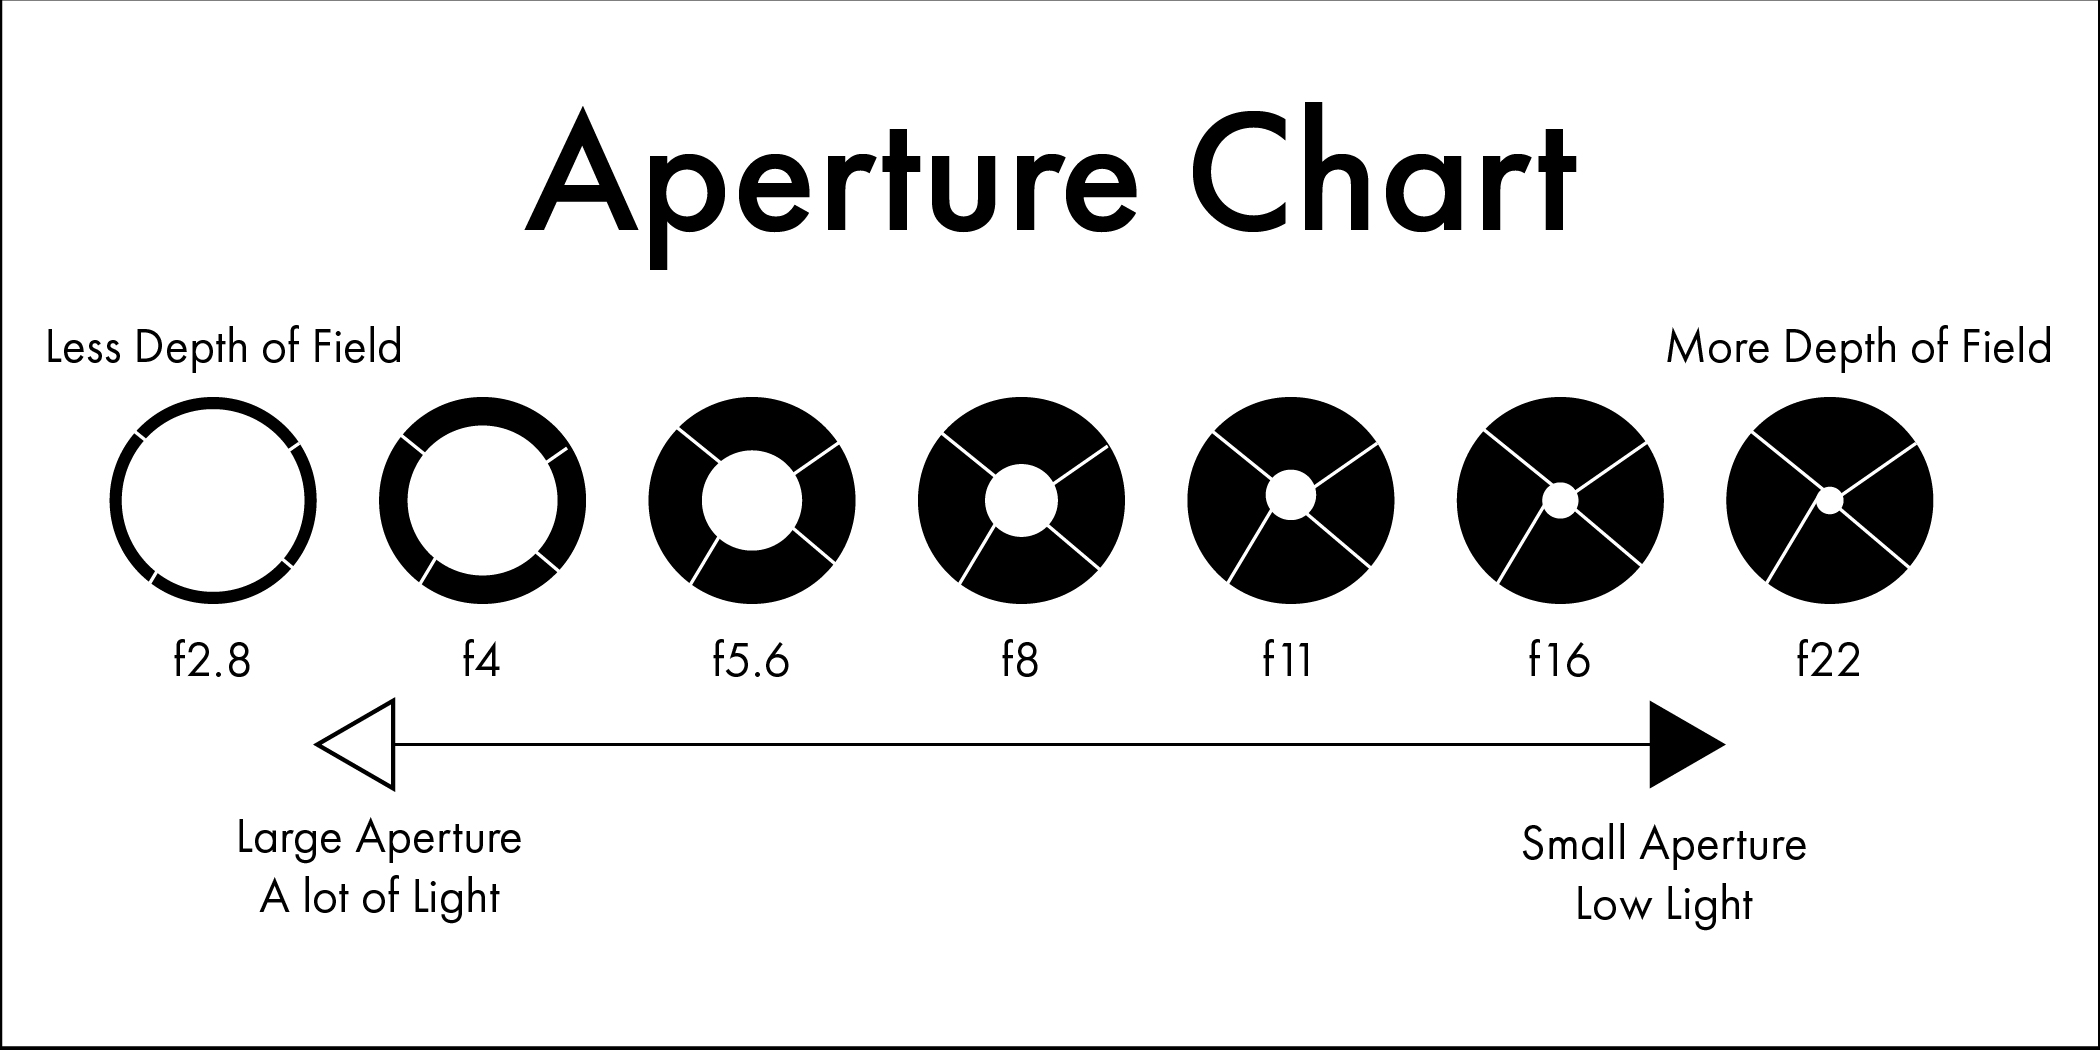 Aperture Chart
Less Depth of Field
More Depth of Field
f2.8
f4
f5.6
f8
f11
f16
f22
Large Aperture
A lot of Light
Small Aperture
Low Light